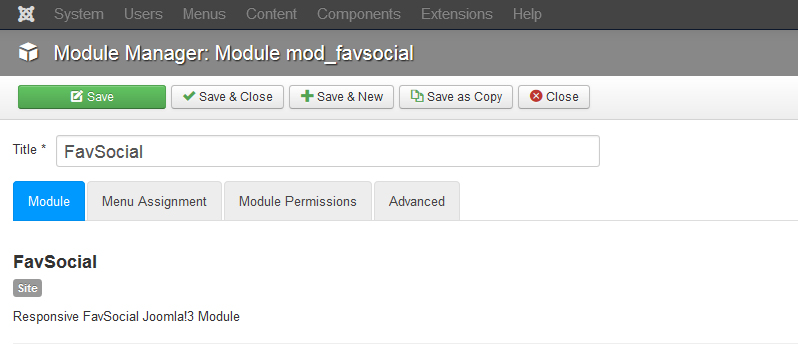 System Users Menus Content Components Extensions Help
Module Manager: Module mod_favsocial
Save Save & Close Save & New Save as Copy Close
Title * FavSocial
Module Menu Assignment Module Permissions Advanced
FavSocial
Site
Responsive FavSocial Joomla!3 Module